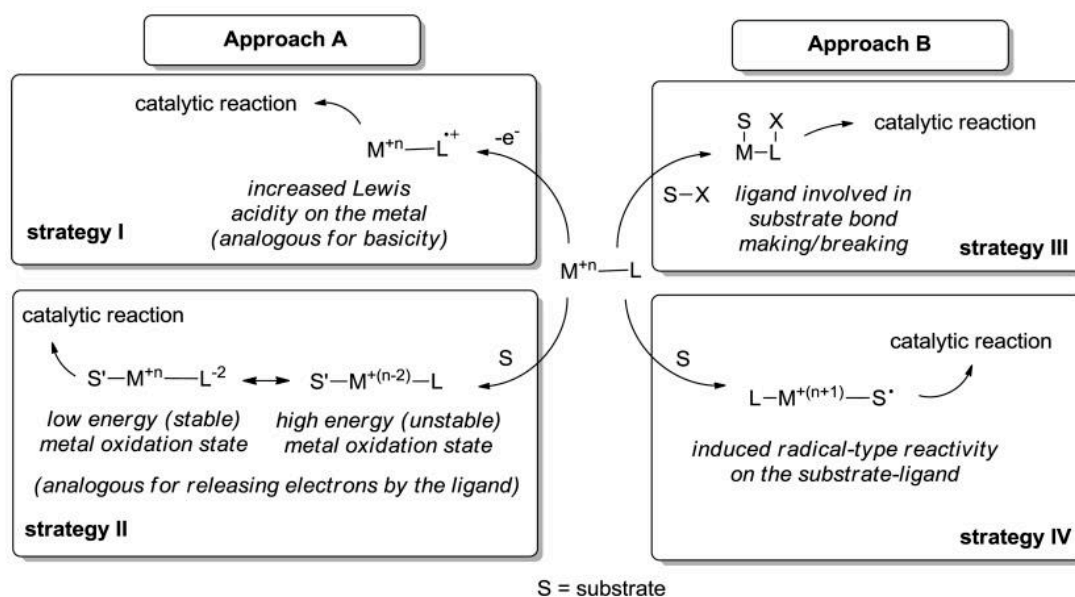 Approach A
catalytic reaction
M⁺ⁿ—L•⁺
-e⁻
increased Lewis
acidity on the metal
(analogous for basicity)
strategy I
catalytic reaction
S'—M⁺ⁿ—L⁻² ↔ S'—M⁺⁽ⁿ⁻²⁾—L
S
low energy (stable)
metal oxidation state
high energy (unstable)
metal oxidation state
(analogous for releasing electrons by the ligand)
strategy II
M⁺ⁿ—L
Approach B
S X
M–L
catalytic reaction
S–X
ligand involved in
substrate bond
making/breaking
strategy III
S
catalytic reaction
L–M⁺⁽ⁿ⁺¹⁾—S•
induced radical-type reactivity
on the substrate-ligand
strategy IV
S = substrate